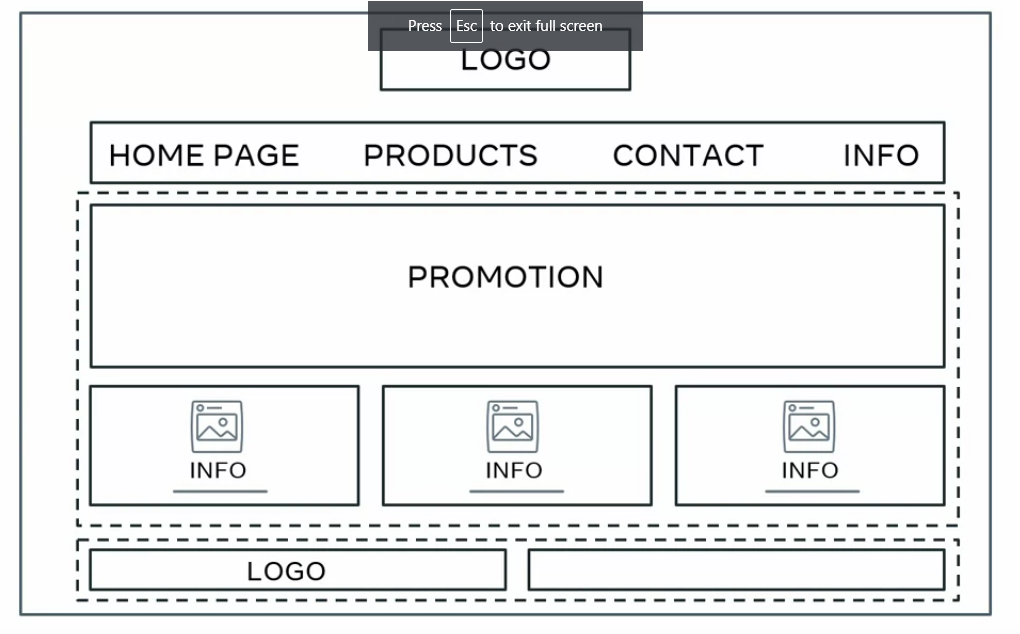 Press Esc to exit full screen
LOGO
HOME PAGE PRODUCTS CONTACT INFO
PROMOTION
INFO INFO INFO
LOGO